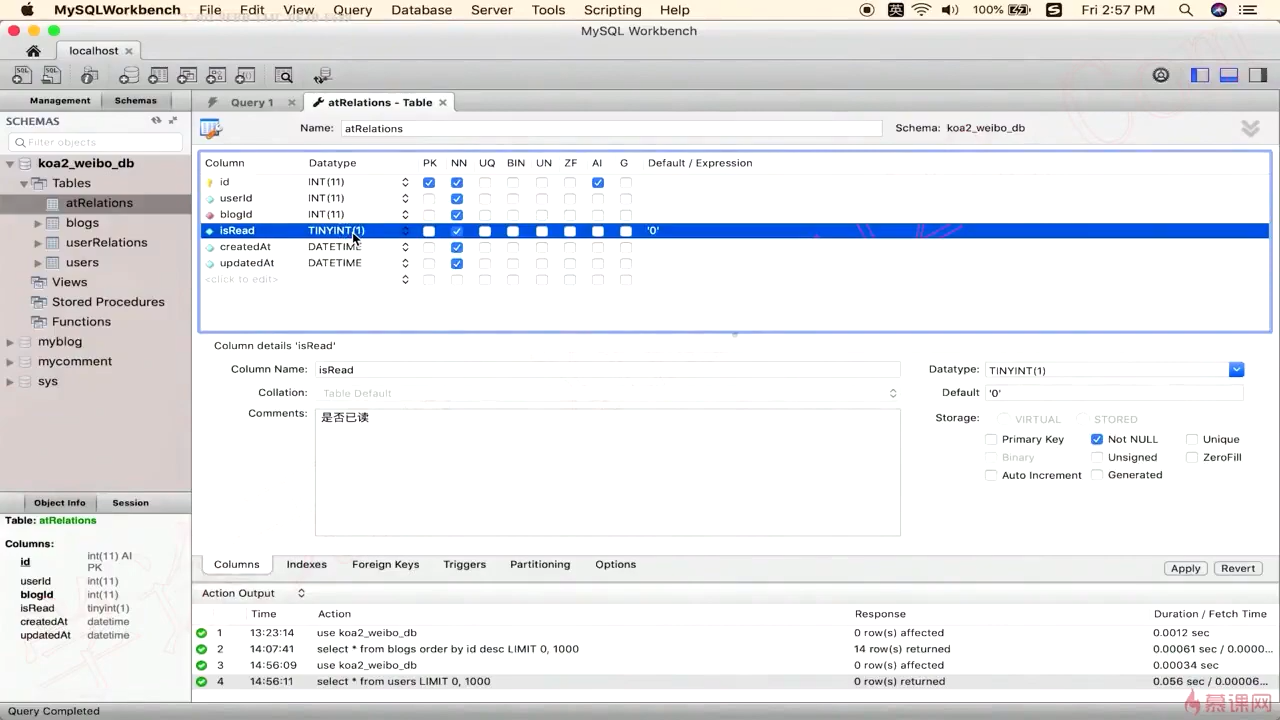 MySQLWorkbench File Edit View Query Database Server Tools Scripting Help 英 100% S Fri 2:57 PM
MySQL Workbench
localhost
Management Schemas
Query 1
atRelations - Table
SCHEMAS
Filter objects
koa2_weibo_db
Tables
atRelations
blogs
userRelations
users
Views
Stored Procedures
Functions
myblog
mycomment
sys
Name: atRelations Schema: koa2_weibo_db
Column Datatype PK NN UQ BIN UN ZF AI G Default / Expression
id INT(11)
userId INT(11)
blogId INT(11)
isRead TINYINT(1) '0'
createdAt DATETIME
updatedAt DATETIME
<click to edit>
Column details 'isRead'
Column Name: isRead Datatype: TINYINT(1)
Collation: Table Default Default '0'
Comments: 是否已读 Storage: VIRTUAL STORED
Primary Key Not NULL Unique
Binary Unsigned ZeroFill
Auto Increment Generated
Columns Indexes Foreign Keys Triggers Partitioning Options
Apply Revert
Object Info Session
Table: atRelations
Columns:
id int(11) AI
PK
userId int(11)
blogId int(11)
isRead tinyint(1)
createdAt datetime
updatedAt datetime
Action Output
Time Action Response Duration / Fetch Time
1 13:23:14 use koa2_weibo_db 0 row(s) affected 0.0012 sec
2 14:07:41 select * from blogs order by id desc LIMIT 0, 1000 14 row(s) returned 0.00061 sec / 0.0000...
3 14:56:09 use koa2_weibo_db 0 row(s) affected 0.00034 sec
4 14:56:11 select * from users LIMIT 0, 1000 0 row(s) returned 0.056 sec / 0.00006...
慕课网
Query Completed